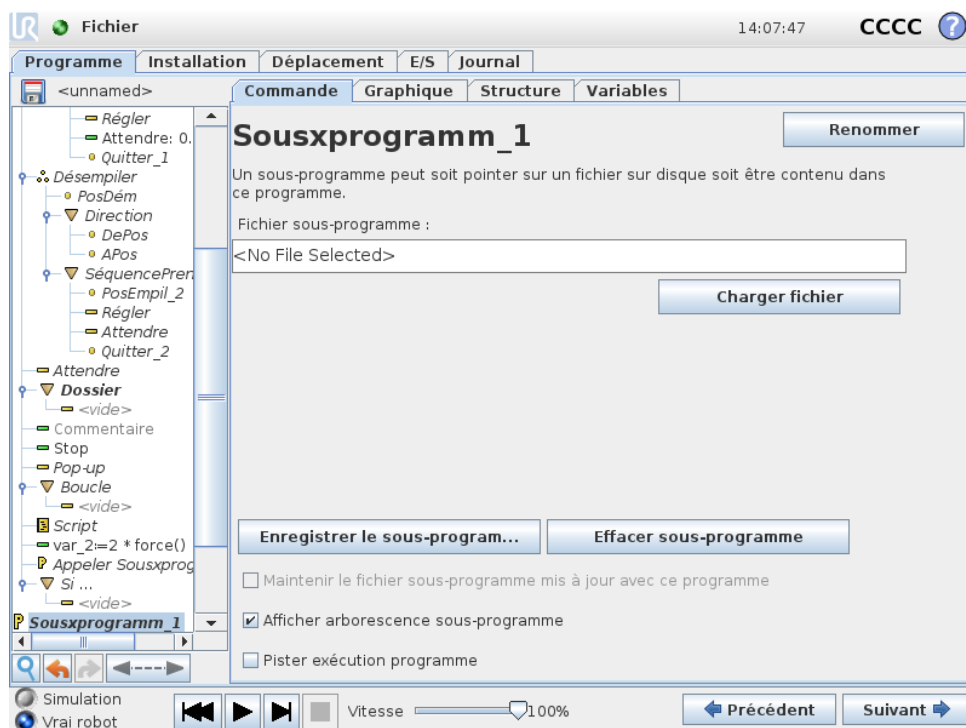 UR Fichier 14:07:47 CCCC ?
Programme Installation Déplacement E/S Journal
<unnamed>
Commande Graphique Structure Variables
Régler
Attendre: 0.
Quitter_1
Désempiler
PosDém
Direction
DePos
APos
SéquencePren
PosEmpil_2
Régler
Attendre
Quitter_2
Attendre
Dossier
<vide>
Commentaire
Stop
Pop-up
Boucle
<vide>
Script
var_2:=2 * force()
P Appeler Sousxprog
Si ...
<vide>
P Sousxprogramm_1
Sousxprogramm_1
Renommer
Un sous-programme peut soit pointer sur un fichier sur disque soit être contenu dans
ce programme.
Fichier sous-programme :
<No File Selected>
Charger fichier
Enregistrer le sous-program... Effacer sous-programme
Maintenir le fichier sous-programme mis à jour avec ce programme
Afficher arborescence sous-programme
Pister exécution programme
Simulation
Vrai robot
Vitesse 100%
Précédent Suivant